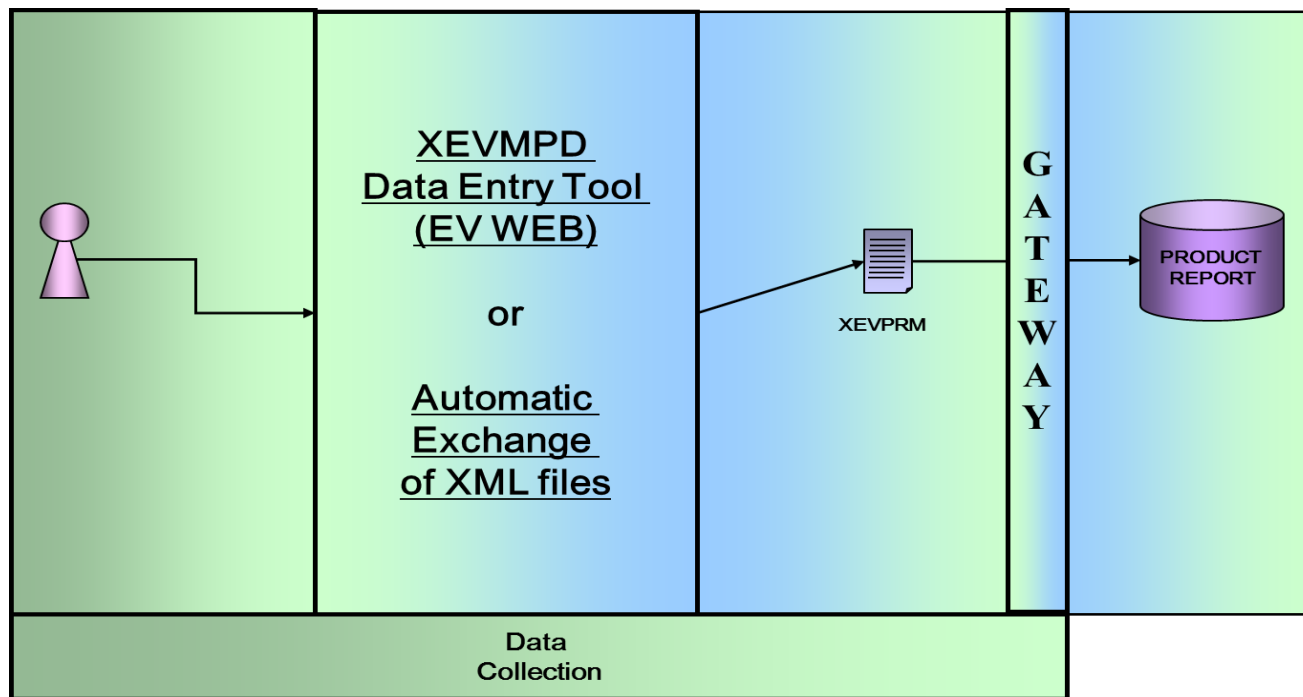 XEVMPD
Data Entry Tool
(EV WEB)
or
Automatic
Exchange
of XML files
XEVPRM
G
A
T
E
W
A
Y
PRODUCT
REPORT
Data
Collection